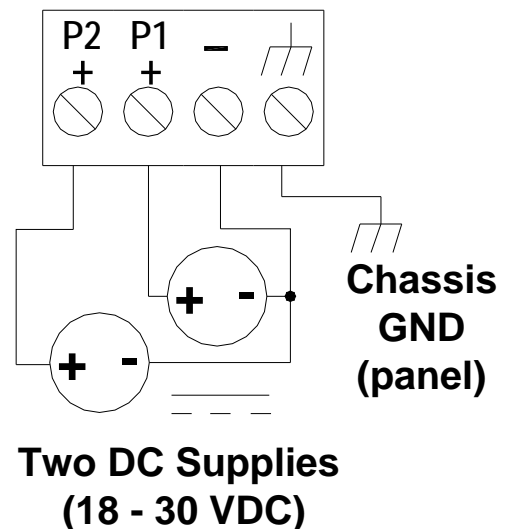 P2 P1 –
+ +
+ -
+ -
Chassis
GND
(panel)
Two DC Supplies
(18 - 30 VDC)